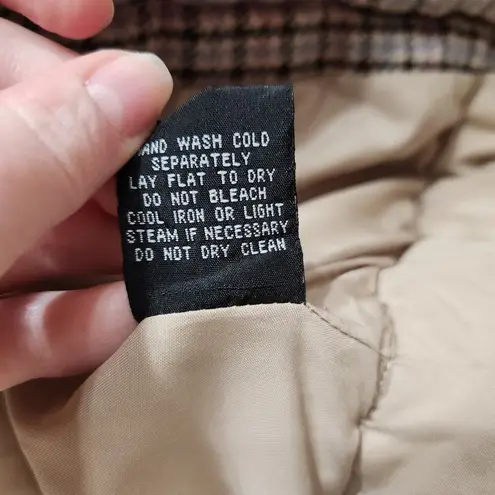 HAND WASH COLD
SEPARATELY
LAY FLAT TO DRY
DO NOT BLEACH
COOL IRON OR LIGHT
STEAM IF NECESSARY
DO NOT DRY CLEAN